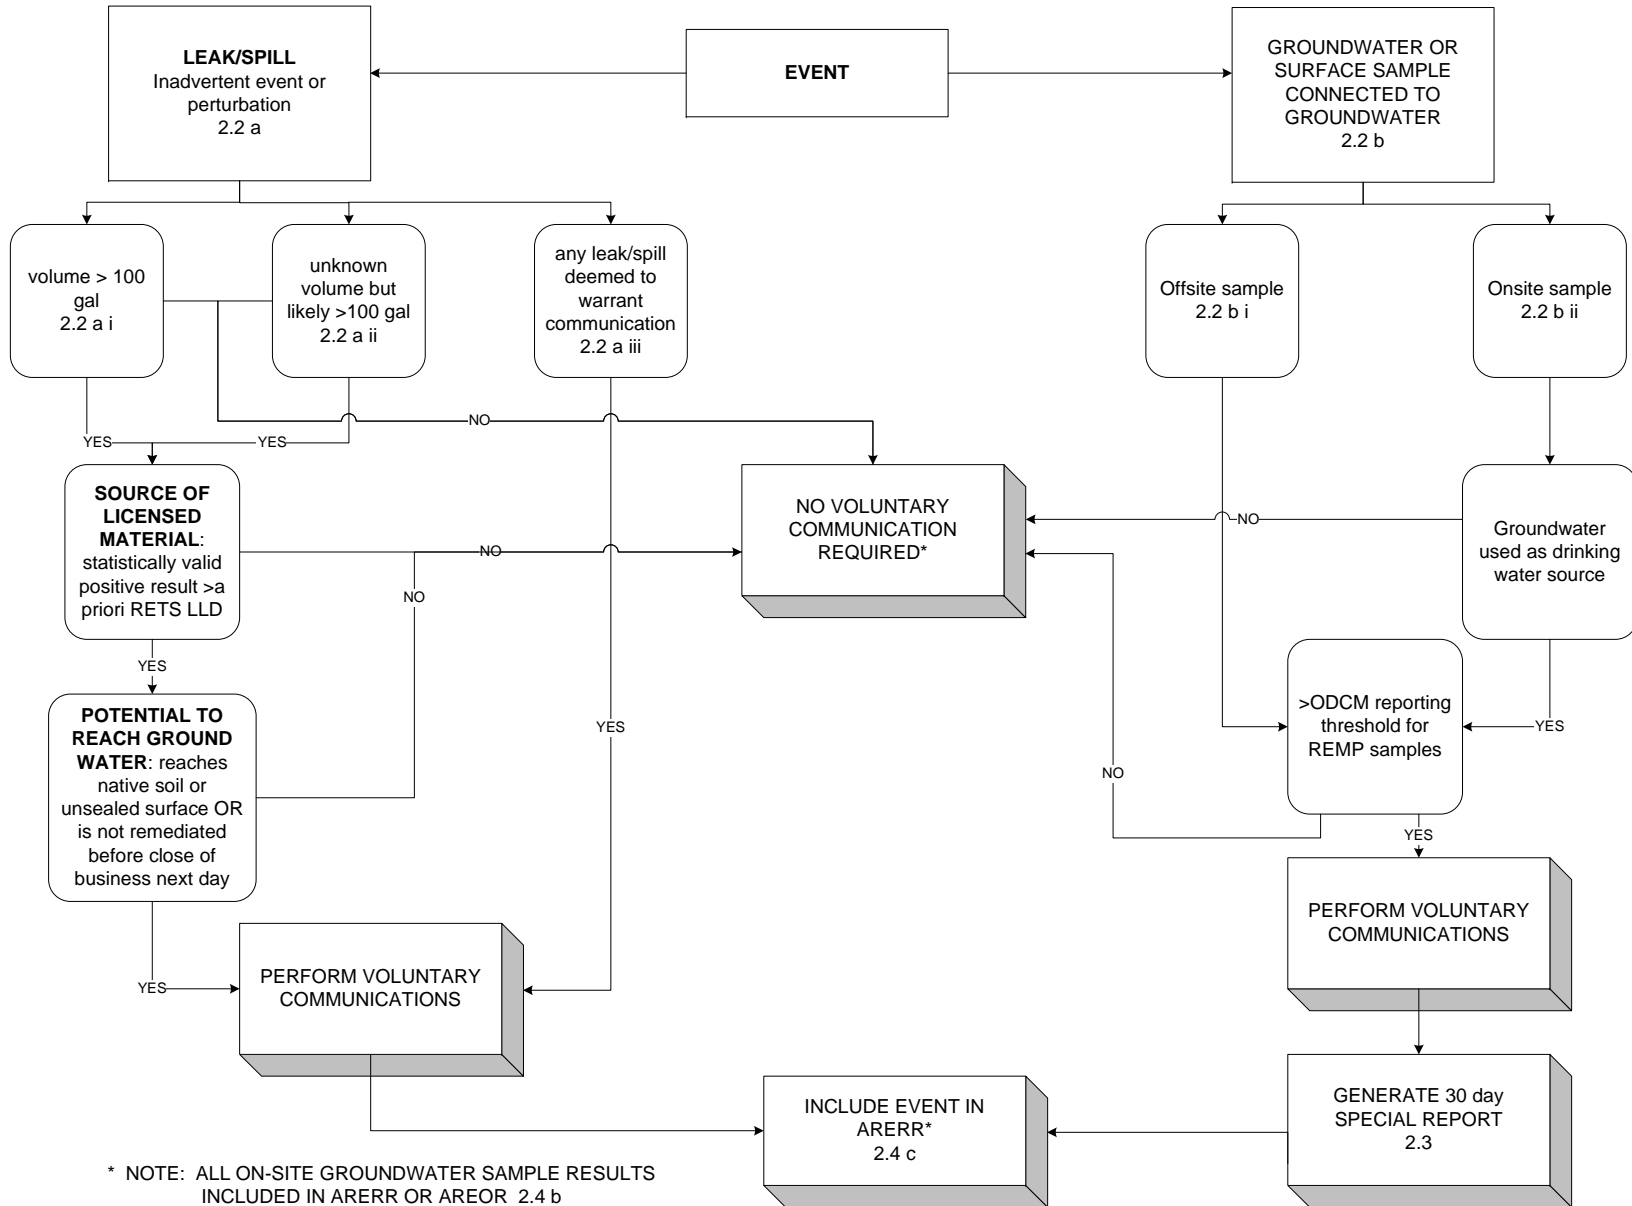 LEAK/SPILL
Inadvertent event or
perturbation
2.2 a
EVENT
GROUNDWATER OR
SURFACE SAMPLE
CONNECTED TO
GROUNDWATER
2.2 b
volume > 100
gal
2.2 a i
unknown
volume but
likely >100 gal
2.2 a ii
any leak/spill
deemed to
warrant
communication
2.2 a iii
Offsite sample
2.2 b i
Onsite sample
2.2 b ii
NO
YES
YES
SOURCE OF
LICENSED
MATERIAL:
statistically valid
positive result >a
priori RETS LLD
NO
NO
NO VOLUNTARY
COMMUNICATION
REQUIRED*
NO
Groundwater
used as drinking
water source
YES
POTENTIAL TO
REACH GROUND
WATER: reaches
native soil or
unsealed surface OR
is not remediated
before close of
business next day
YES
>ODCM reporting
threshold for
REMP samples
YES
NO
YES
YES
PERFORM VOLUNTARY
COMMUNICATIONS
PERFORM VOLUNTARY
COMMUNICATIONS
INCLUDE EVENT IN
ARERR*
2.4 c
GENERATE 30 day
SPECIAL REPORT
2.3
* NOTE: ALL ON-SITE GROUNDWATER SAMPLE RESULTS
INCLUDED IN ARERR OR AREOR 2.4 b